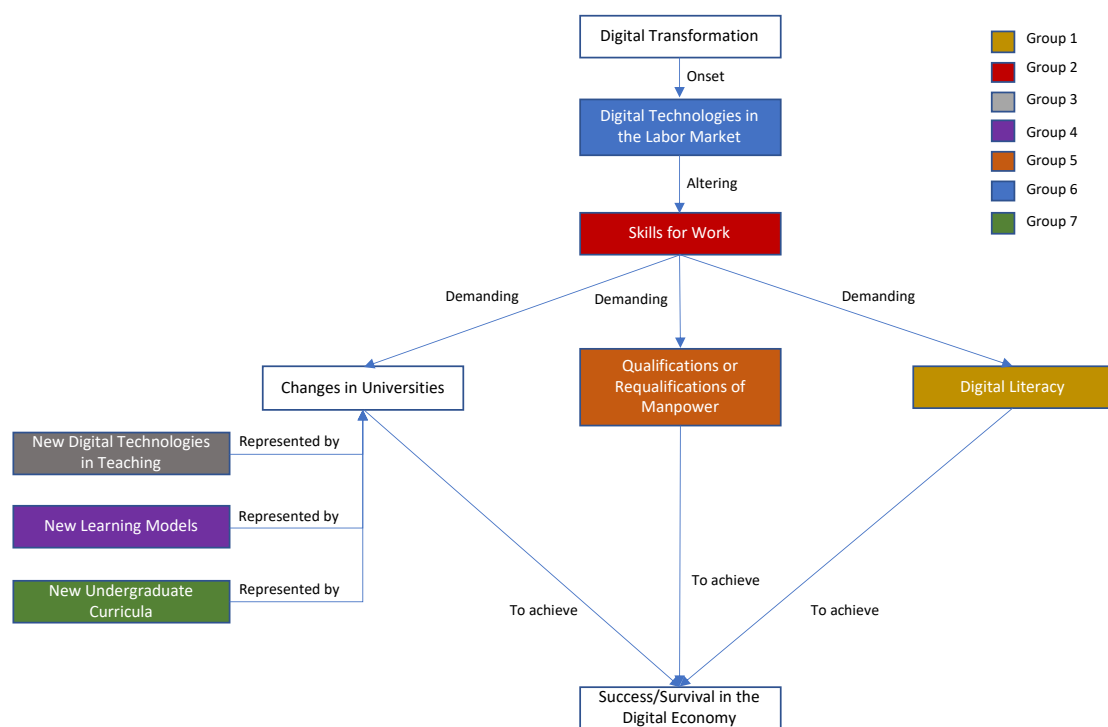 Digital Transformation
Group 1
Group 2
Group 3
Group 4
Group 5
Group 6
Group 7
Onset
Digital Technologies in
the Labor Market
Altering
Skills for Work
Demanding
Demanding
Demanding
Changes in Universities
Qualifications or
Requalifications of
Manpower
Digital Literacy
New Digital Technologies
in Teaching
Represented by
New Learning Models
Represented by
New Undergraduate
Curricula
Represented by
To achieve
To achieve
To achieve
Success/Survival in the
Digital Economy